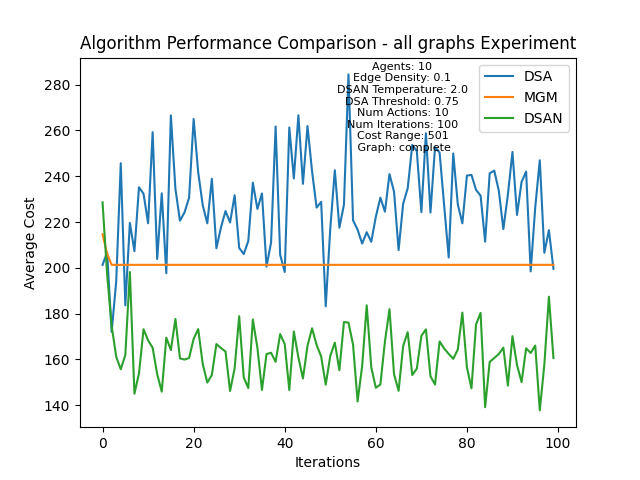 Algorithm Performance Comparison - all graphs Experiment
Agents: 10
Edge Density: 0.1
DSAN Temperature: 2.0
DSA Threshold: 0.75
Num Actions: 10
Num Iterations: 100
Cost Range: 501
Graph: complete
DSA
MGM
DSAN
280
260
240
220
200
180
160
140
Average Cost
0
20
40
60
80
100
Iterations